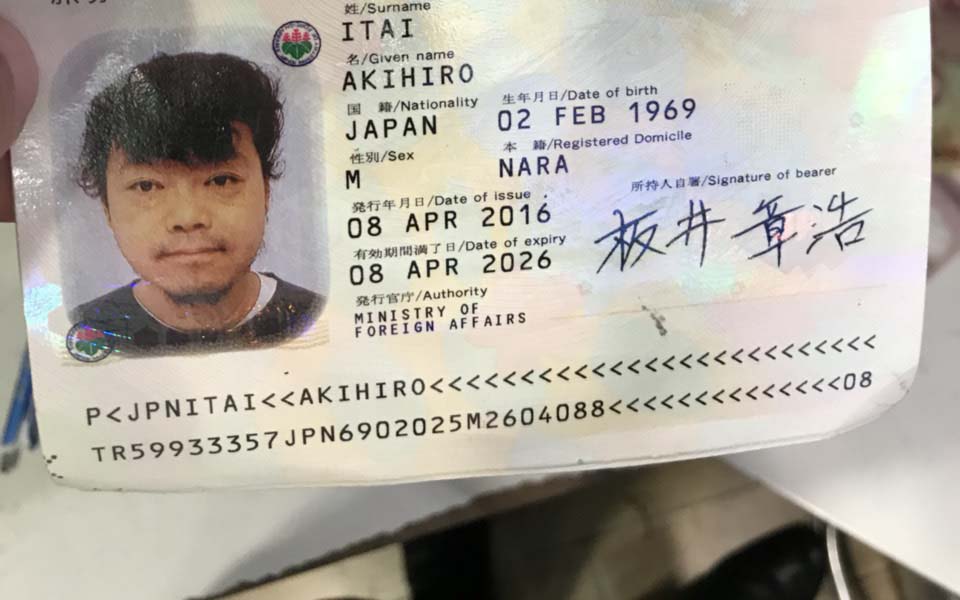 姓/Surname
ITAI
名/Given name
AKIHIRO
国 籍/Nationality 生年月日/Date of birth
JAPAN 02 FEB 1969
性別/Sex 本 籍/Registered Domicile
M NARA
発行年月日/Date of issue 所持人自署/Signature of bearer
08 APR 2016 板井 章浩
有効期間満了日/Date of expiry
08 APR 2026
発行官庁/Authority
MINISTRY OF
FOREIGN AFFAIRS
P<JPNITAI<<AKIHIRO<<<<<<<<<<<<<<<<<<<<<<<<<<
TR59933357JPN6902025M2604088<<<<<<<<<<<<<<08